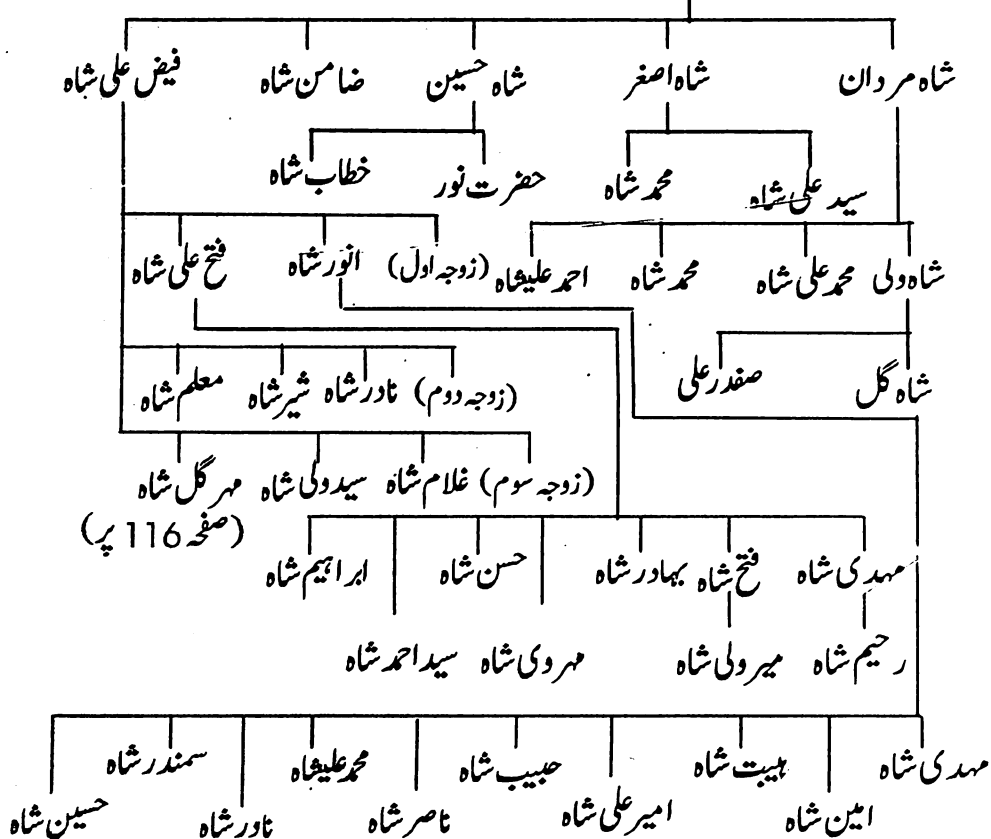 شاہ مردان شاہ اصغر شاہ حسین ضامن شاہ فیض علی شاہ
سید علی شاہ محمد شاہ حضرت نور خطاب شاہ
شاہ ولی محمد علی شاہ محمد شاہ احمد علیشاہ (زوجہ اول) انور شاہ فتح علی شاہ
شاہ گل صفدر علی (زوجہ دوم) نادر شاہ شیر شاہ معلم شاہ
(زوجہ سوم) غلام شاہ سید ولی شاہ مہر گل شاہ
(صفحہ 116 پر)
مہدی شاہ فتح شاہ بہادر شاہ حسن شاہ ابراہیم شاہ
رحیم شاہ میر ولی شاہ مہروی شاہ سید احمد شاہ
مہدی شاہ ہیبت شاہ حبیب شاہ محمد علیشاہ سمندر شاہ
امین شاہ امیر علی شاہ ناصر شاہ نادر شاہ حسین شاہ